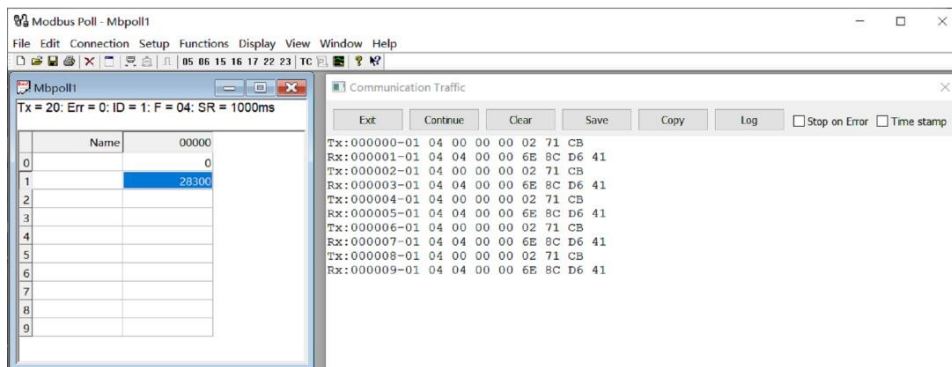 Modbus Poll - Mbpoll1
File Edit Connection Setup Functions Display View Window Help
05 06 15 16 17 22 23 TC
Mbpoll1
Tx = 20: Err = 0: ID = 1: F = 04: SR = 1000ms
Name 00000
0 0
1 28300
2
3
4
5
6
7
8
9
Communication Traffic
Exit Continue Clear Save Copy Log Stop on Error Time stamp
Tx:000000-01 04 00 00 00 02 71 CB
Rx:000001-01 04 04 00 00 6E 8C D6 41
Tx:000002-01 04 00 00 00 02 71 CB
Rx:000003-01 04 04 00 00 6E 8C D6 41
Tx:000004-01 04 00 00 00 02 71 CB
Rx:000005-01 04 04 00 00 6E 8C D6 41
Tx:000006-01 04 00 00 00 02 71 CB
Rx:000007-01 04 04 00 00 6E 8C D6 41
Tx:000008-01 04 00 00 00 02 71 CB
Rx:000009-01 04 04 00 00 6E 8C D6 41